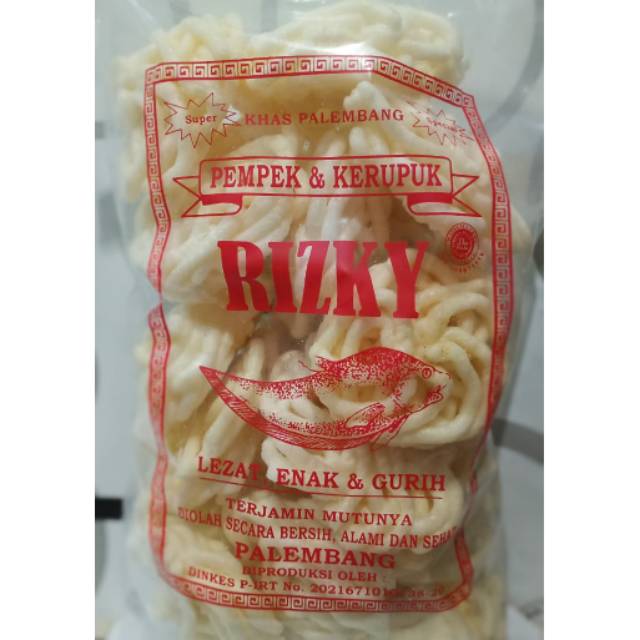 Super
KHAS PALEMBANG
Special
PEMPEK & KERUPUK
RIZKY
LEZAT, ENAK & GURIH
TERJAMIN MUTUNYA
DIOLAH SECARA BERSIH, ALAMI DAN SEHAT
PALEMBANG
DIPRODUKSI OLEH :
DINKES P-IRT No.